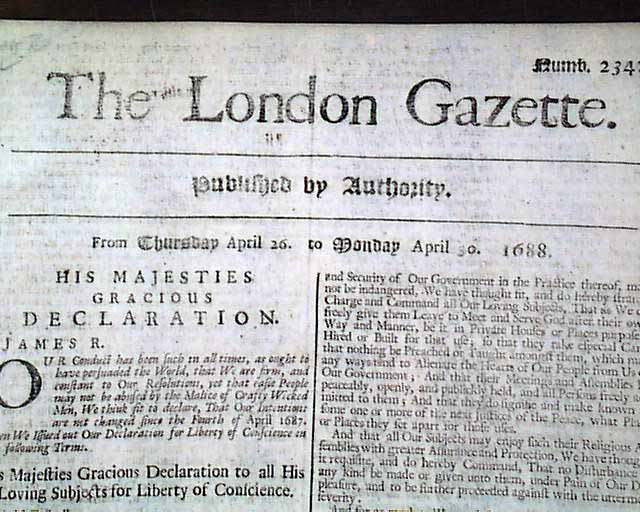 Numb. 2347
The London Gazette.
Published by Authority.
From Thursday April 26. to Monday April 30. 1688.
HIS MAJESTIES
GRACIOUS
DECLARATION.
JAMES R.
OUR Conduct has been such in all times, as ought to
have persuaded the World, that We are firm, and
constant to Our Resolutions, yet that easie People
may not be abused by the Malice of Crafty Wicked
Men, We think fit to declare, That Our Intentions
are not changed since the Fourth of April 1687.
en We Issued out Our Declaration for Liberty of Conscience in
following Terms.
s Majesties Gracious Declaration to all His
Loving Subjects for Liberty of Conscience.
and Security of Our Government in the Practice thereof, m
not be indangered, We have thought fit, and do hereby strait
Charge and Command all Our Loving Subjects, That as We d
freely give them Leave to Meet and Serve God after their ow
Way and Manner, be it in Private Houses or Places purpose
Hired or Built for that use; so that they take especial Ca
that nothing be Preached or Taught amongst them which ma
any ways tend to Alienate the Hearts of Our People from Us o
Our Government; And that their Meetings and Assemblies
peaceably, openly, and publickly held, and all Persons freely
mitted to them; And that they do signifie and make known
some one or more of the next Justices of the Peace, what Pla
or Places they set apart for those uses.
And that all our Subjects may enjoy such their Religious A
semblies with greater Assurance and Protection, We have thou
it requisite, and do hereby Command, That no Disturbance
any kind be made or given unto them, under Pain of Our D
pleasure, and to be further proceeded against with the uttermo
severity.